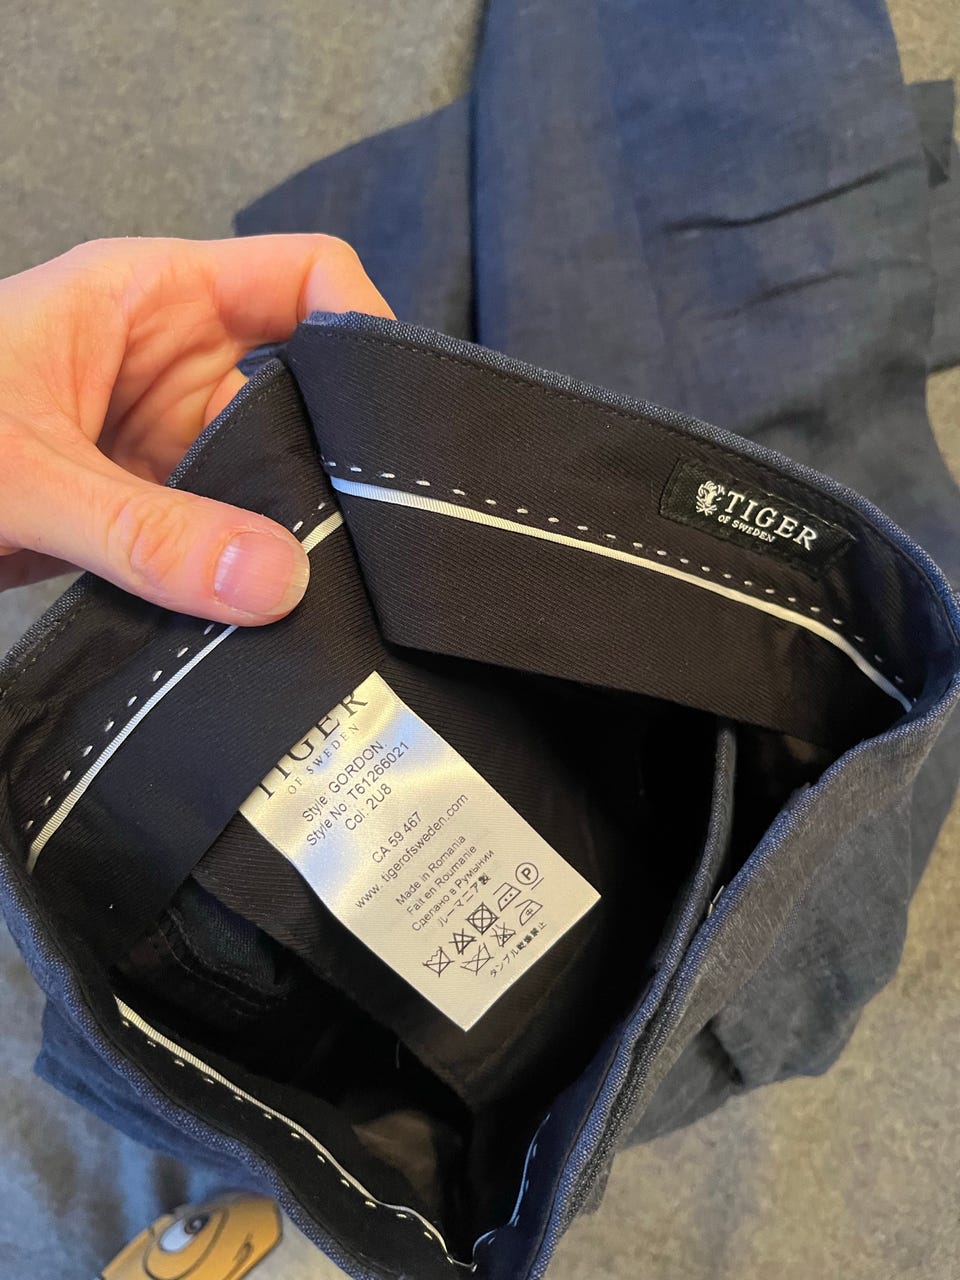 TIGER
OF SWEDEN
TIGER
OF SWEDEN
Style: GORDON.
Style No: T61266021
Col: 2U8
CA 59 467
www. tigerofsweden.com
Made in Romania
Fait en Roumanie
Сделано в Румынии
ルーマニア製
P
タンブル乾燥禁止